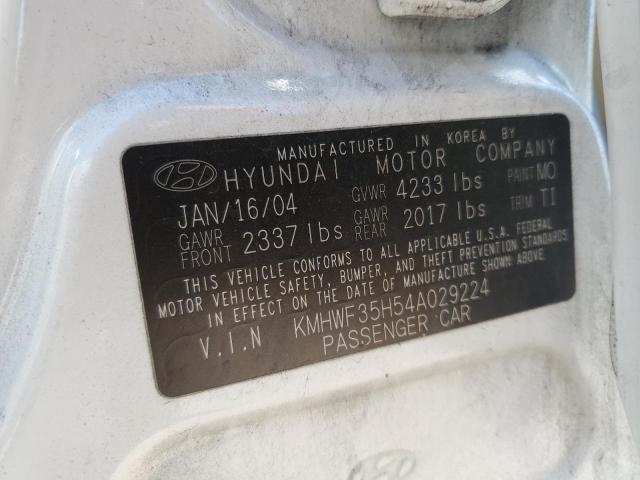 MANUFACTURED IN KOREA BY
HYUNDAI MOTOR COMPANY
JAN/16/04 GVWR 4233 lbs PAINT MO
GAWR FRONT 2337 lbs GAWR REAR 2017 lbs TRIM TI
THIS VEHICLE CONFORMS TO ALL APPLICABLE U.S.A. FEDERAL
MOTOR VEHICLE SAFETY, BUMPER, AND THEFT PREVENTION STANDARDS
IN EFFECT ON THE DATE OF MANUFACTURE SHOWN ABOVE.
V.I.N KMHWF35H54A029224
PASSENGER CAR